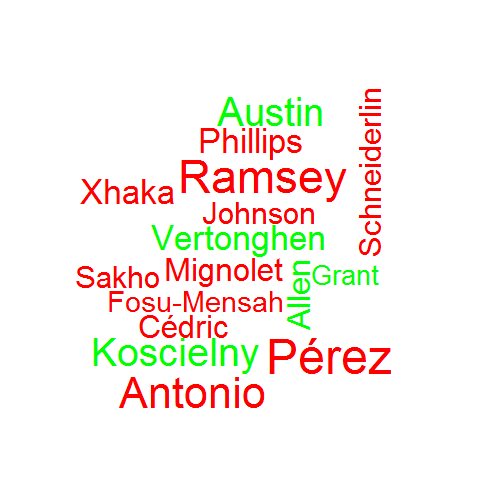 Austin
Schneiderlin
Phillips
Ramsey
Xhaka
Johnson
Vertonghen
Mignolet
Sakho
Allen
Grant
Fosu-Mensah
Cédric
Koscielny
Pérez
Antonio